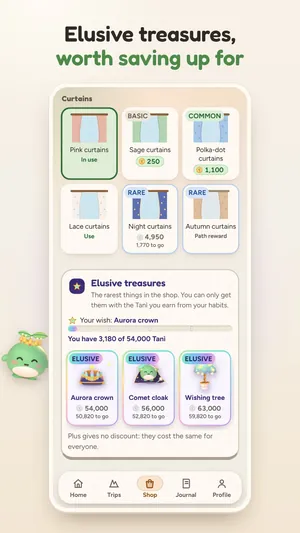 Elusive treasures,
worth saving up for
Curtains
BASIC
COMMON
Pink curtains
Sage curtains
Polka-dot
curtains
In use
250
1,100
RARE
RARE
Lace curtains
Night curtains
Autumn curtains
Use
4,950
Path reward
1,770 to go
Elusive treasures
The rarest things in the shop. You can only get
them with the Tani you earn from your habits.
Your wish: Aurora crown
You have 3,180 of 54,000 Tani
ELUSIVE
ELUSIVE
ELUSIVE
Aurora crown
Comet cloak
Wishing tree
54,000
56,000
63,000
50,820 to go
52,820 to go
59,820 to go
Plus gives no discount: they cost the same for
everyone.
Home
Trips
Shop
Journal
Profile